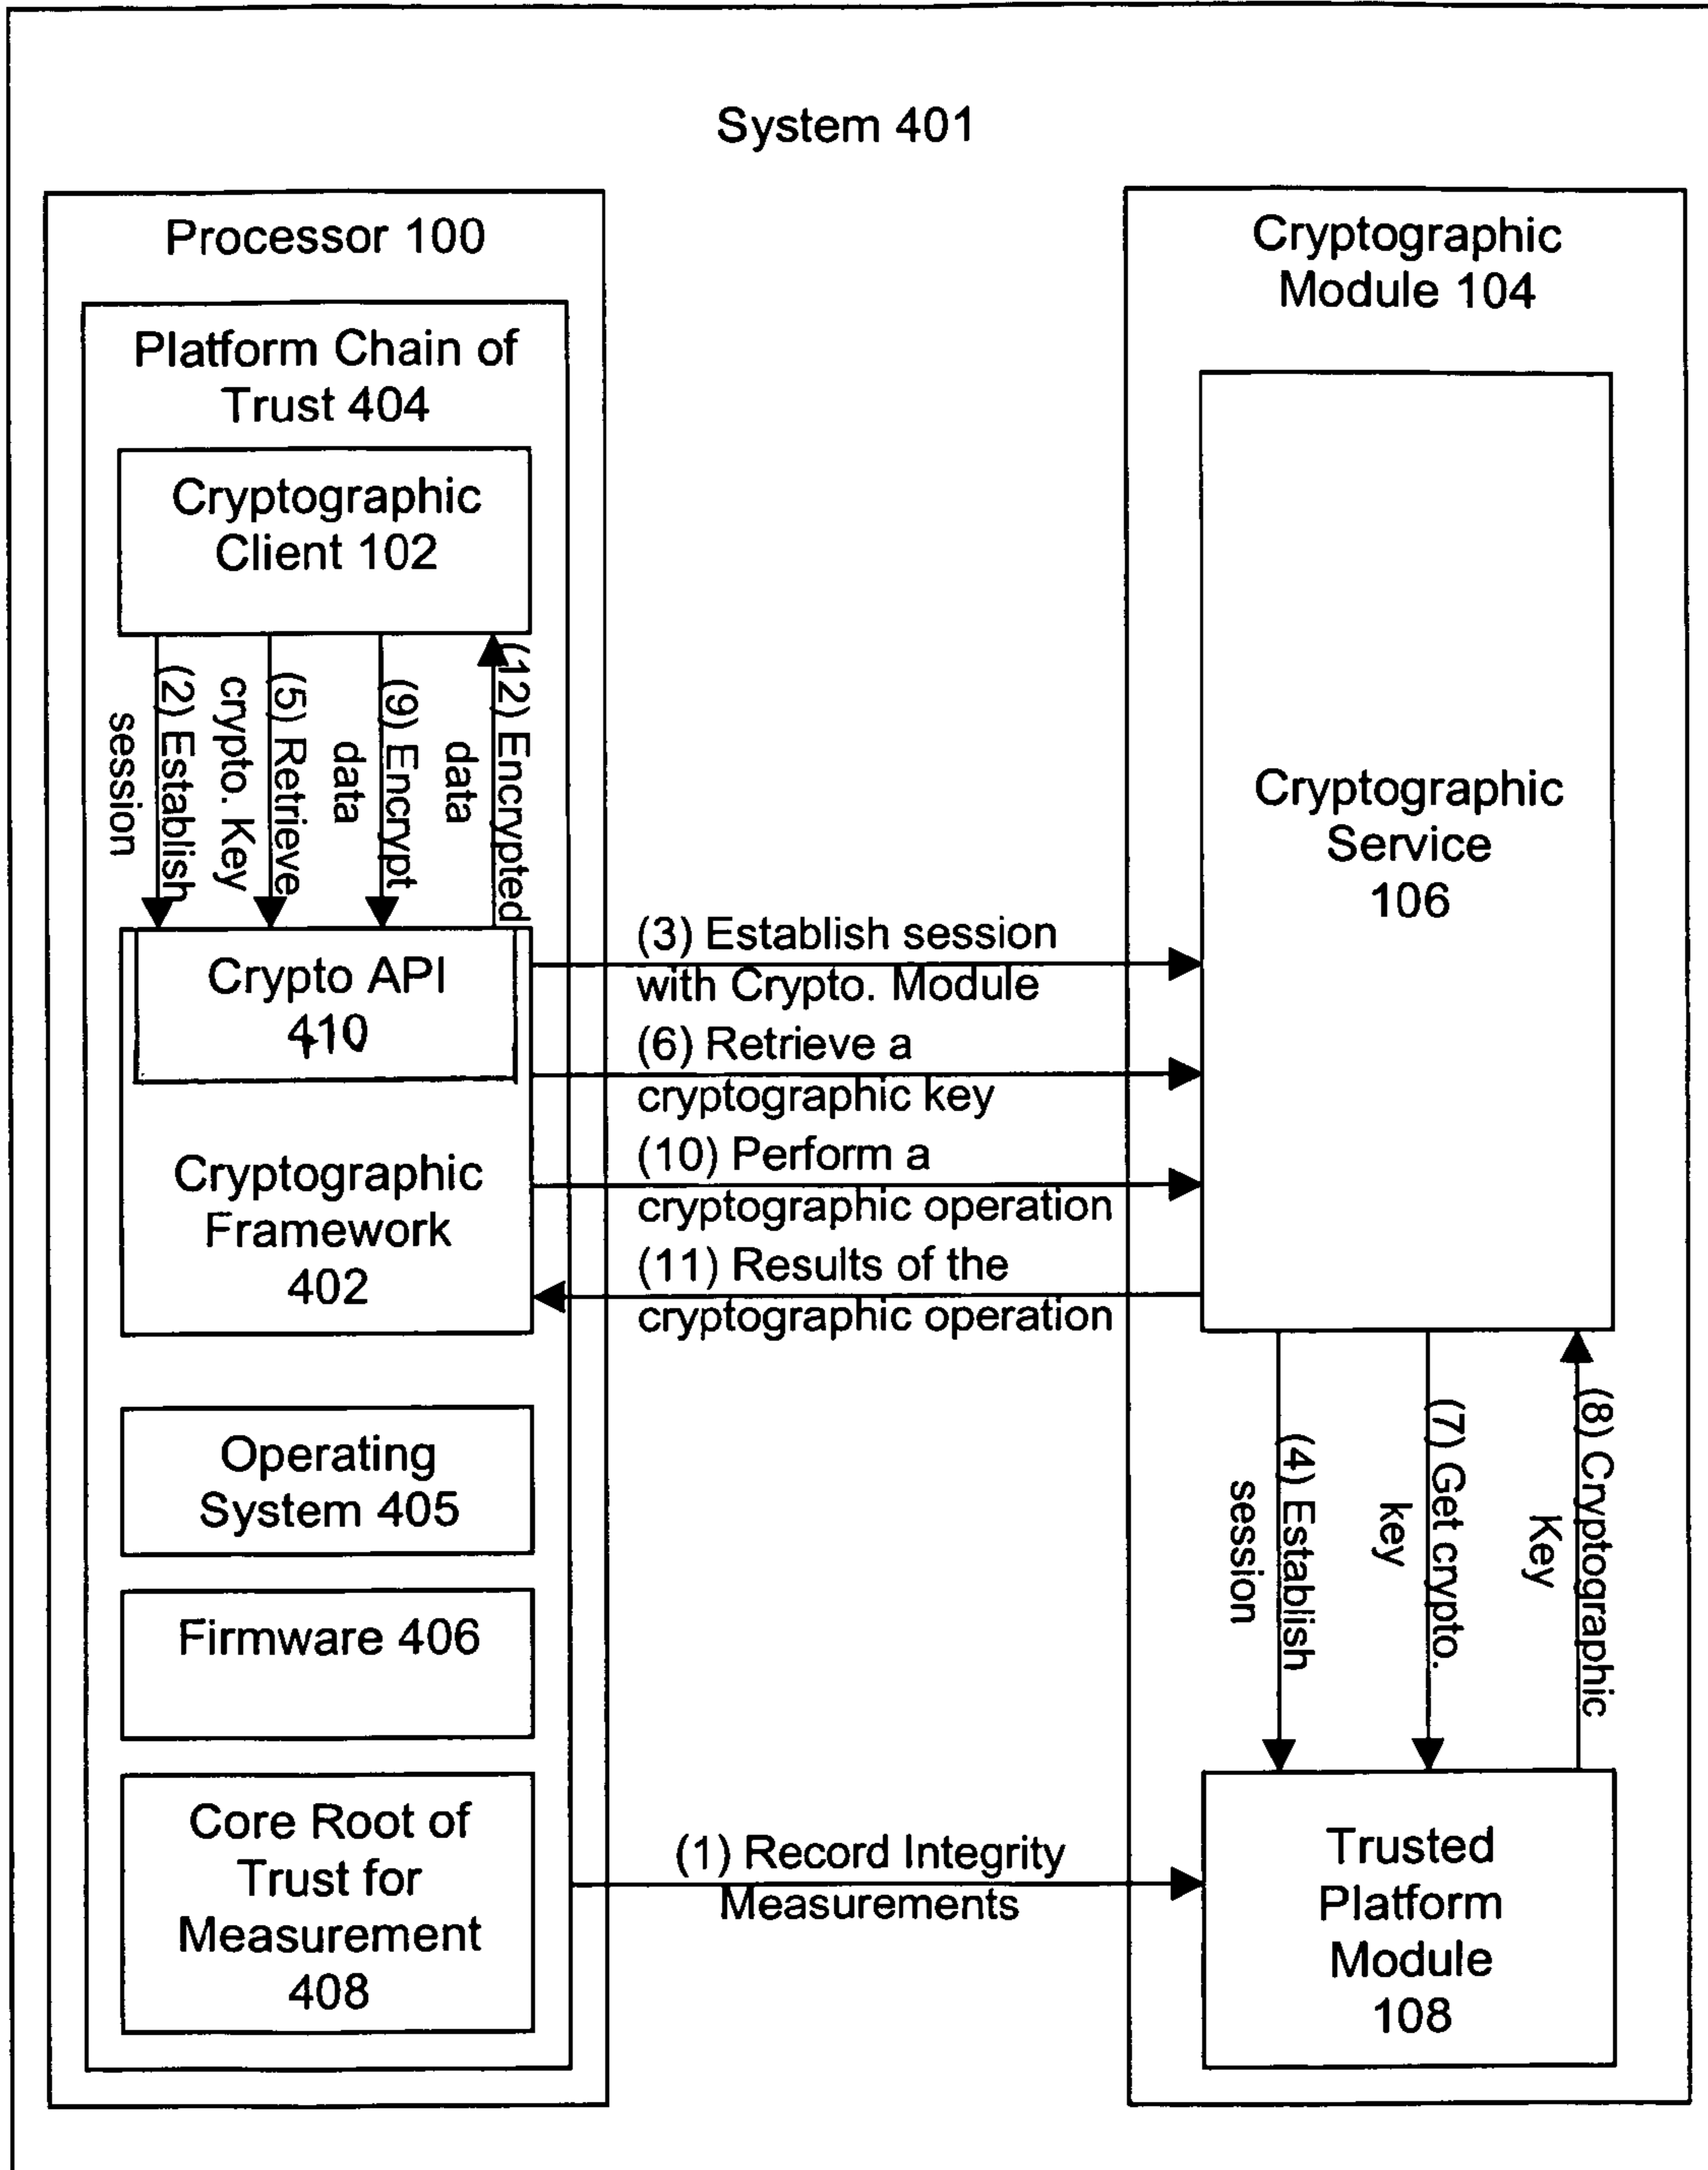 System 401
Processor 100
Platform Chain of
Trust 404
Cryptographic
Client 102
(2) Establish
session
(5) Retrieve
crypto. Key
(9) Encrypt
data
(12) Encrypted
data
Crypto API
410
Cryptographic
Framework
402
Operating
System 405
Firmware 406
Core Root of
Trust for
Measurement
408
(3) Establish session
with Crypto. Module
(6) Retrieve a
cryptographic key
(10) Perform a
cryptographic operation
(11) Results of the
cryptographic operation
(1) Record Integrity
Measurements
Cryptographic
Module 104
Cryptographic
Service
106
(4) Establish
session
(7) Get crypto.
key
(8) Cryptographic
Key
Trusted
Platform
Module
108